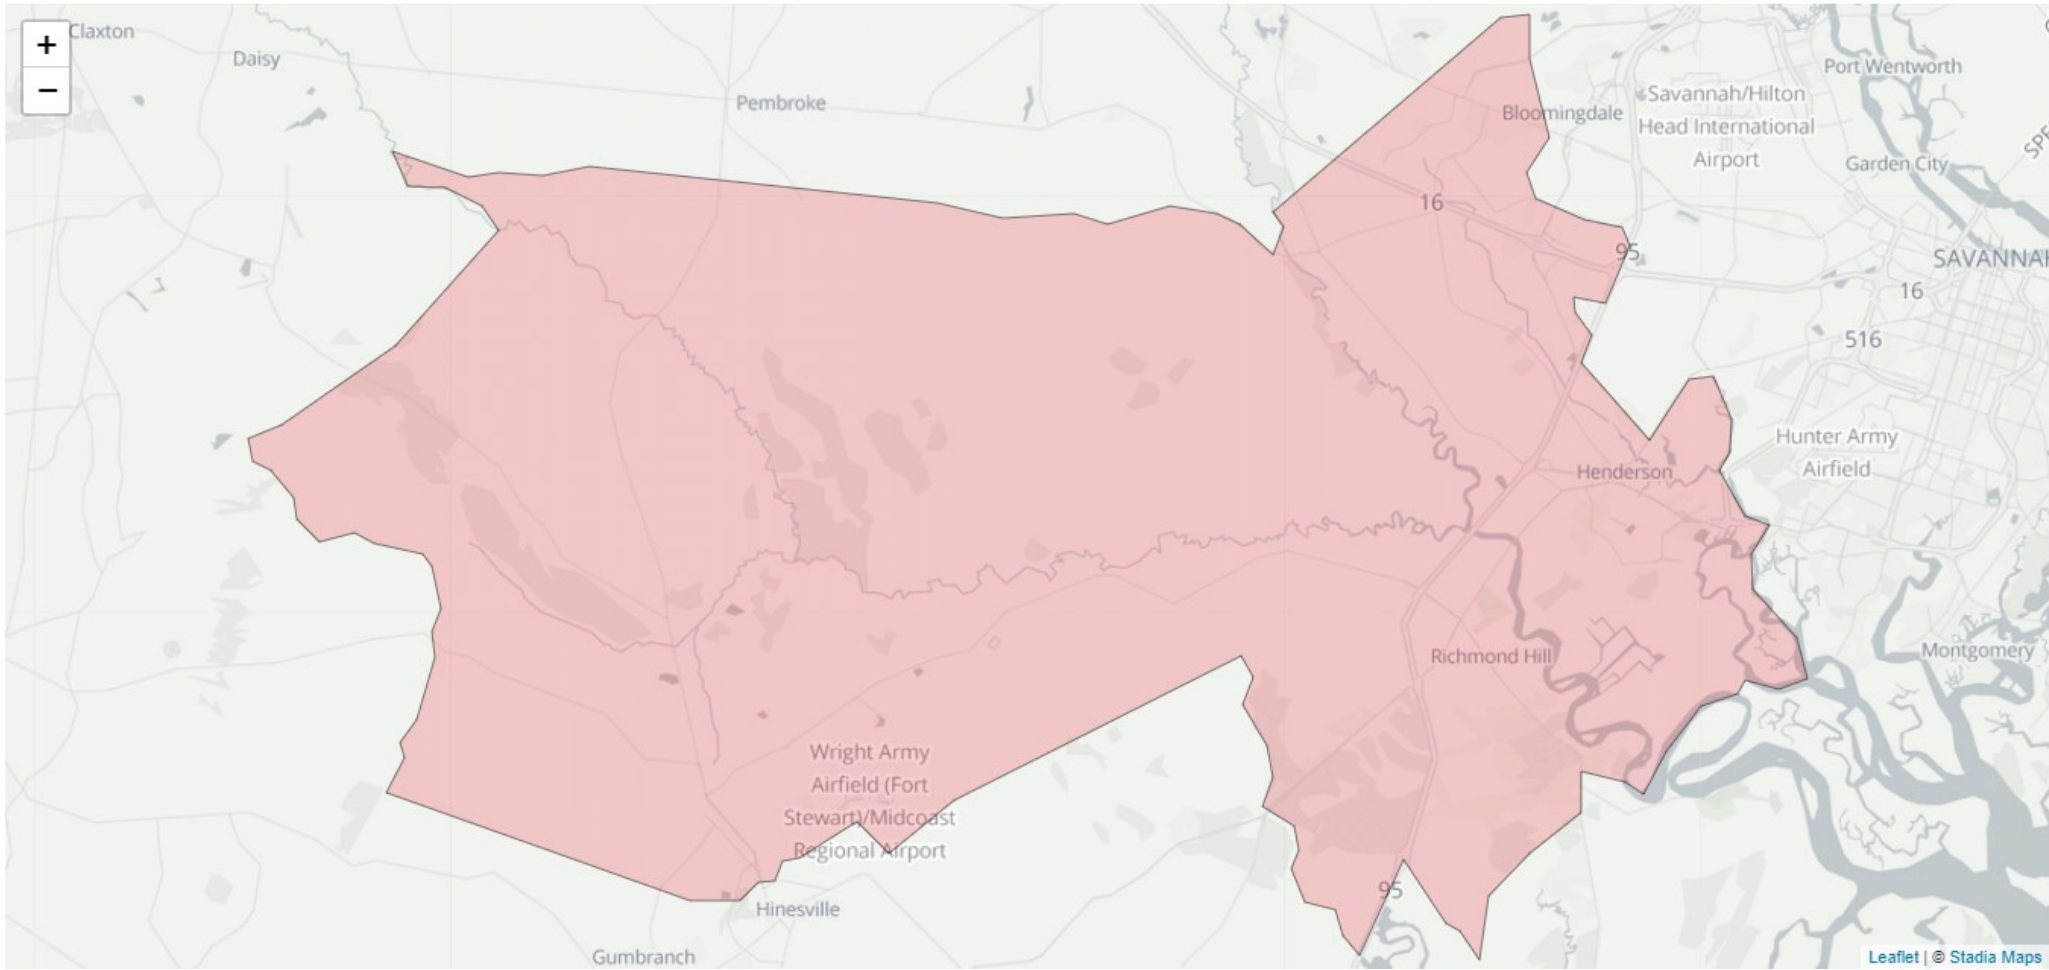 +
−
Claxton
Daisy
Pembroke
Bloomingdale
Port Wentworth
Savannah/Hilton
Head International
Airport
Garden City
16
95
SAVANNAH
16
516
Hunter Army
Airfield
Henderson
Richmond Hill
Montgomery
Wright Army
Airfield (Fort
Stewart)/Midcoast
Regional Airport
95
Hinesville
Gumbranch
Leaflet | © Stadia Maps